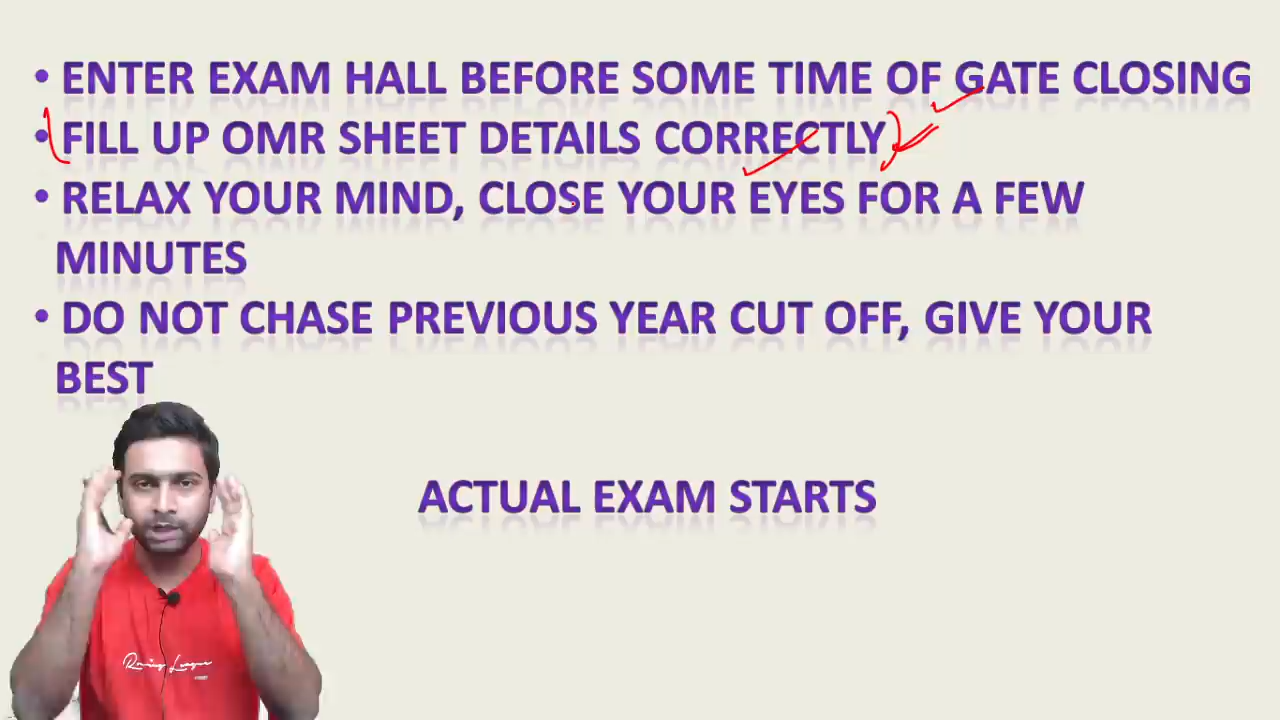 • ENTER EXAM HALL BEFORE SOME TIME OF GATE CLOSING
• FILL UP OMR SHEET DETAILS CORRECTLY
• RELAX YOUR MIND, CLOSE YOUR EYES FOR A FEW
MINUTES
• DO NOT CHASE PREVIOUS YEAR CUT OFF, GIVE YOUR
BEST
ACTUAL EXAM STARTS